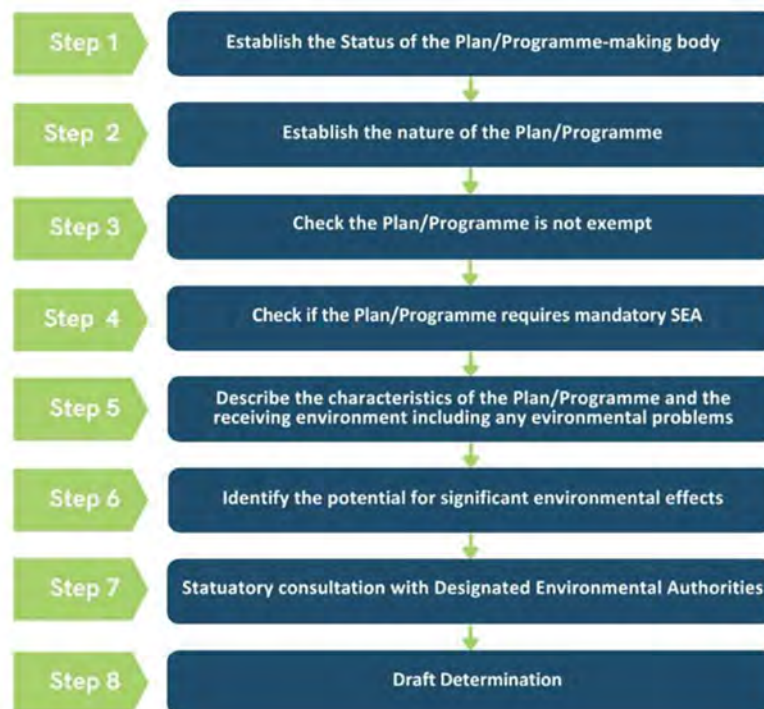 Step 1
Establish the Status of the Plan/Programme-making body
Step 2
Establish the nature of the Plan/Programme
Step 3
Check the Plan/Programme is not exempt
Step 4
Check if the Plan/Programme requires mandatory SEA
Step 5
Describe the characteristics of the Plan/Programme and the
receiving environment including any evironmental problems
Step 6
Identify the potential for significant environmental effects
Step 7
Statuatory consultation with Designated Environmental Authorities
Step 8
Draft Determination